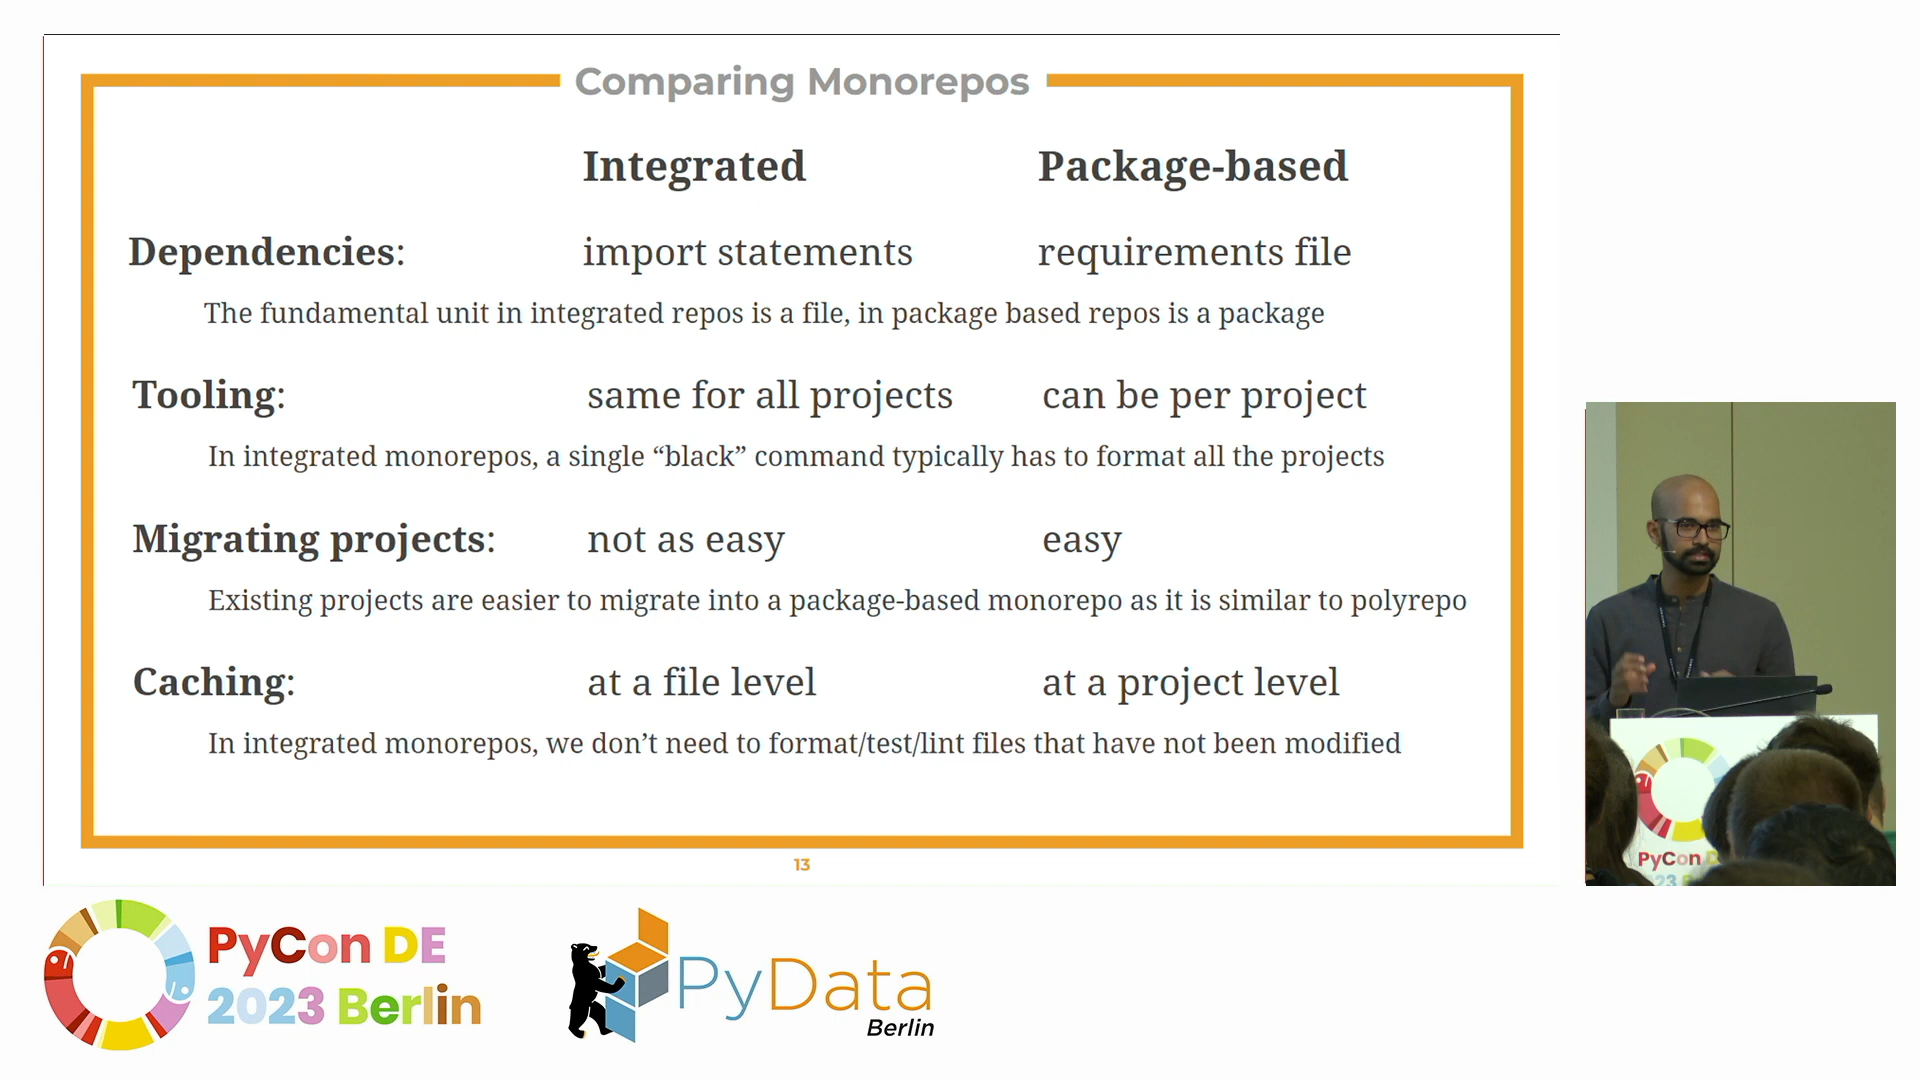 Comparing Monorepos
Integrated Package-based
Dependencies: import statements requirements file
The fundamental unit in integrated repos is a file, in package based repos is a package
Tooling: same for all projects can be per project
In integrated monorepos, a single “black” command typically has to format all the projects
Migrating projects: not as easy easy
Existing projects are easier to migrate into a package-based monorepo as it is similar to polyrepo
Caching: at a file level at a project level
In integrated monorepos, we don’t need to format/test/lint files that have not been modified
13
PyCon DE
2023 Berlin
PyData
Berlin
PyCon